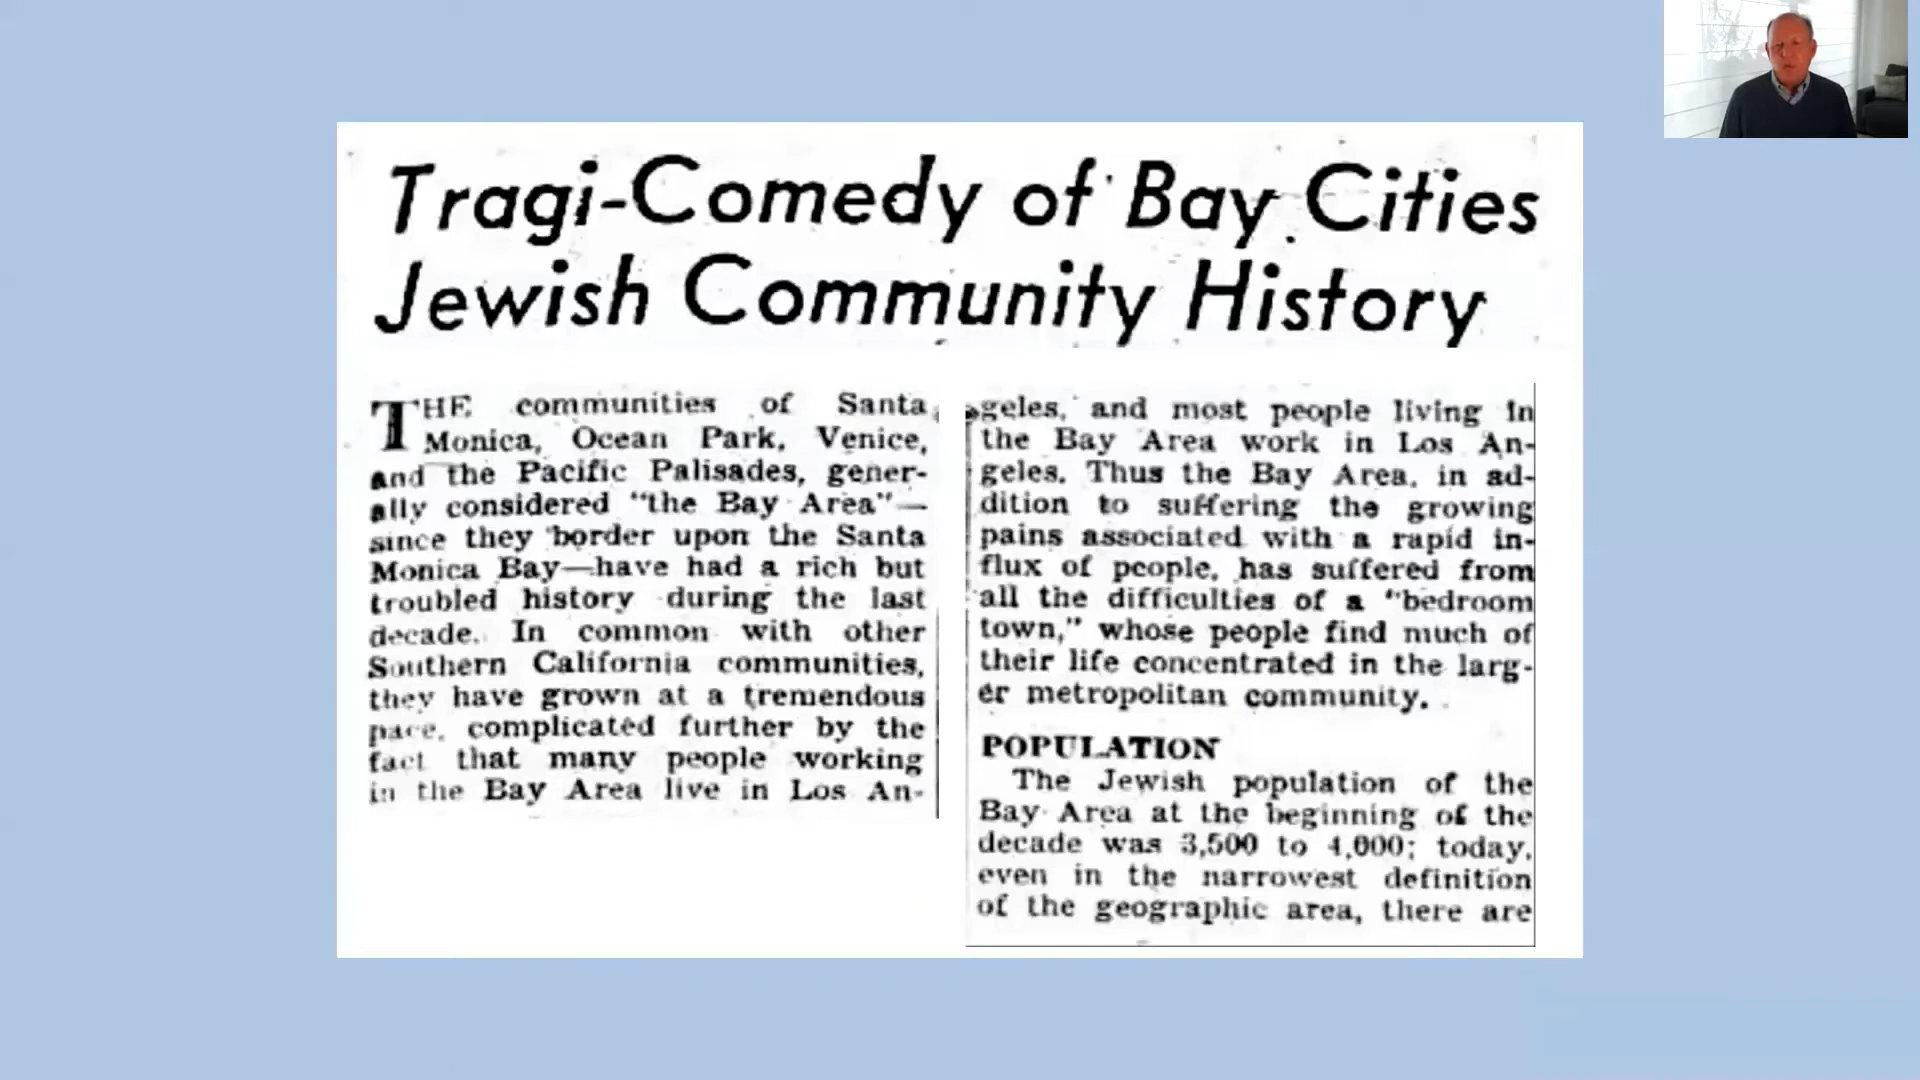 Tragi-Comedy of Bay Cities
Jewish Community History
THE communities of Santa
Monica, Ocean Park, Venice,
and the Pacific Palisades, gener-
ally considered "the Bay Area"—
since they border upon the Santa
Monica Bay—have had a rich but
troubled history during the last
decade. In common with other
Southern California communities,
they have grown at a tremendous
pace, complicated further by the
fact that many people working
in the Bay Area live in Los An-
geles, and most people living in
the Bay Area work in Los An-
geles. Thus the Bay Area, in ad-
dition to suffering the growing
pains associated with a rapid in-
flux of people, has suffered from
all the difficulties of a "bedroom
town," whose people find much of
their life concentrated in the larg-
er metropolitan community.
POPULATION
The Jewish population of the
Bay Area at the beginning of the
decade was 3,500 to 4,000; today,
even in the narrowest definition
of the geographic area, there are